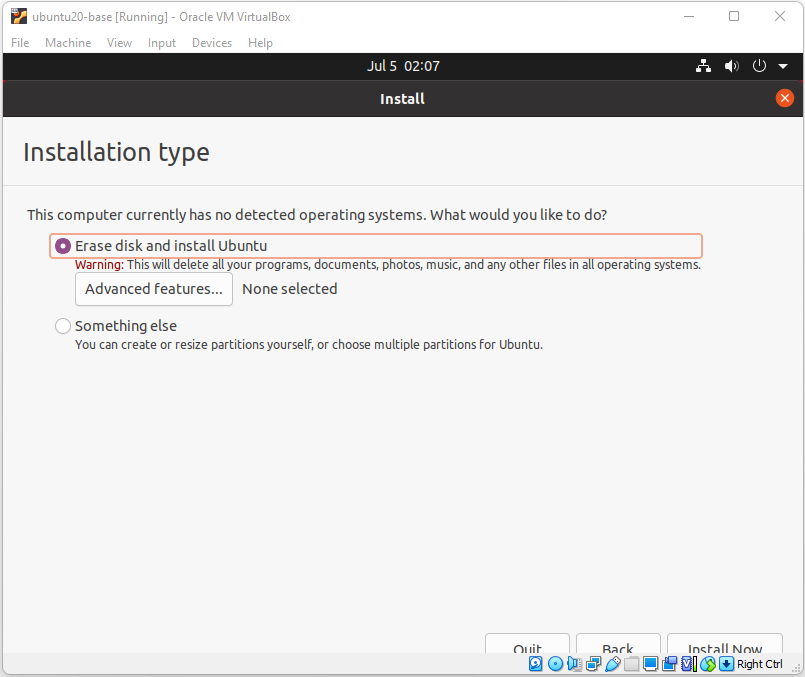 ubuntu20-base [Running] - Oracle VM VirtualBox
File Machine View Input Devices Help
Jul 5 02:07
Install
Installation type
This computer currently has no detected operating systems. What would you like to do?
Erase disk and install Ubuntu
Warning: This will delete all your programs, documents, photos, music, and any other files in all operating systems.
Advanced features... None selected
Something else
You can create or resize partitions yourself, or choose multiple partitions for Ubuntu.
Quit Back Install Now
Right Ctrl